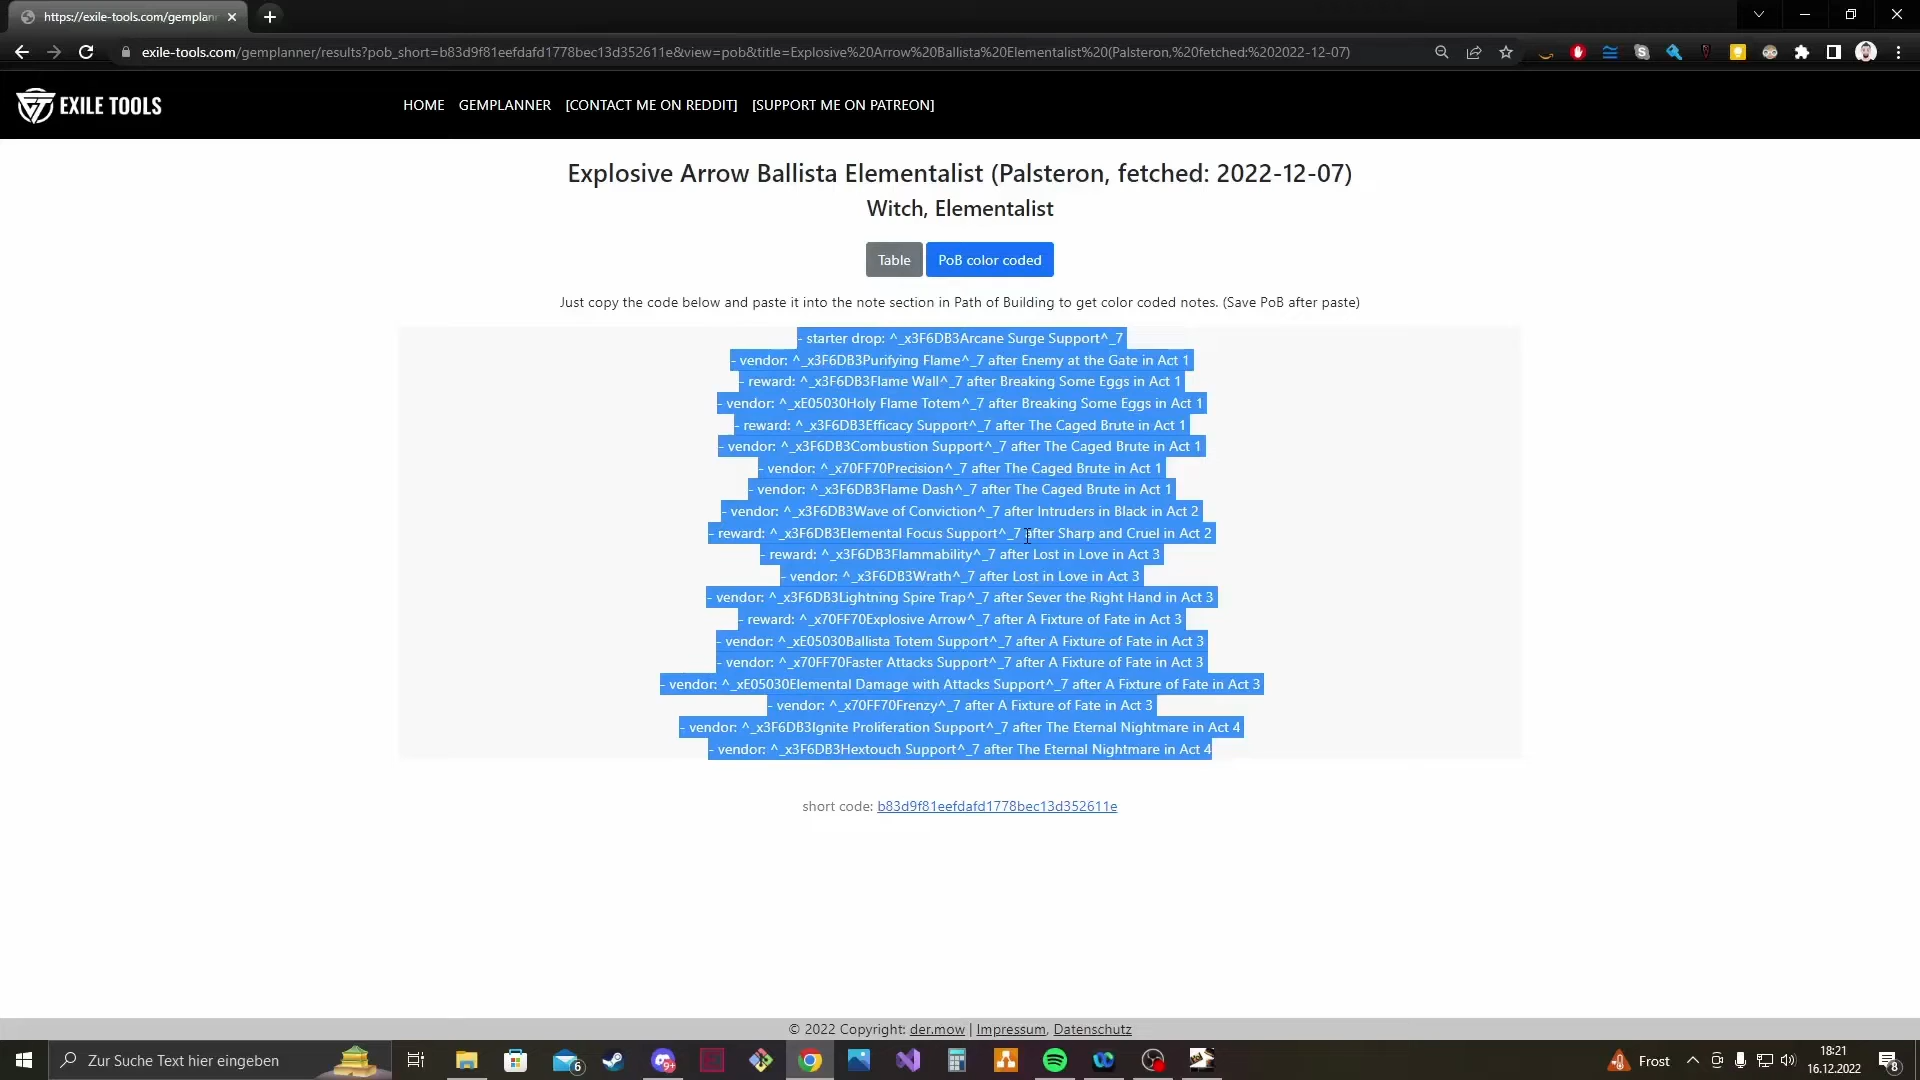 https://exile-tools.com/gemplann
exile-tools.com/gemplanner/results?pob_short=b83d9f81eefdafd1778bec13d352611e&view=pob&title=Explosive%20Arrow%20Ballista%20Elementalist%20(Palsteron,%20fetched:%202022-12-07)
EXILE TOOLS
HOME GEMPLANNER [CONTACT ME ON REDDIT] [SUPPORT ME ON PATREON]
Explosive Arrow Ballista Elementalist (Palsteron, fetched: 2022-12-07)
Witch, Elementalist
Table PoB color coded
Just copy the code below and paste it into the note section in Path of Building to get color coded notes. (Save PoB after paste)
- starter drop: ^_x3F6DB3Arcane Surge Support^_7
- vendor: ^_x3F6DB3Purifying Flame^_7 after Enemy at the Gate in Act 1
- reward: ^_x3F6DB3Flame Wall^_7 after Breaking Some Eggs in Act 1
- vendor: ^_xE05030Holy Flame Totem^_7 after Breaking Some Eggs in Act 1
- reward: ^_x3F6DB3Efficacy Support^_7 after The Caged Brute in Act 1
- vendor: ^_x3F6DB3Combustion Support^_7 after The Caged Brute in Act 1
- vendor: ^_x70FF70Precision^_7 after The Caged Brute in Act 1
- vendor: ^_x3F6DB3Flame Dash^_7 after The Caged Brute in Act 1
- vendor: ^_x3F6DB3Wave of Conviction^_7 after Intruders in Black in Act 2
- reward: ^_x3F6DB3Elemental Focus Support^_7 after Sharp and Cruel in Act 2
- reward: ^_x3F6DB3Flammability^_7 after Lost in Love in Act 3
- vendor: ^_x3F6DB3Wrath^_7 after Lost in Love in Act 3
- vendor: ^_x3F6DB3Lightning Spire Trap^_7 after Sever the Right Hand in Act 3
- reward: ^_x70FF70Explosive Arrow^_7 after A Fixture of Fate in Act 3
- vendor: ^_xE05030Ballista Totem Support^_7 after A Fixture of Fate in Act 3
- vendor: ^_x70FF70Faster Attacks Support^_7 after A Fixture of Fate in Act 3
- vendor: ^_xE05030Elemental Damage with Attacks Support^_7 after A Fixture of Fate in Act 3
- vendor: ^_x70FF70Frenzy^_7 after A Fixture of Fate in Act 3
- vendor: ^_x3F6DB3Ignite Proliferation Support^_7 after The Eternal Nightmare in Act 4
- vendor: ^_x3F6DB3Hextouch Support^_7 after The Eternal Nightmare in Act 4
short code: b83d9f81eefdafd1778bec13d352611e
© 2022 Copyright: der.mow | Impressum, Datenschutz
Zur Suche Text hier eingeben
6
9+
Frost
18:21
16.12.2022
8